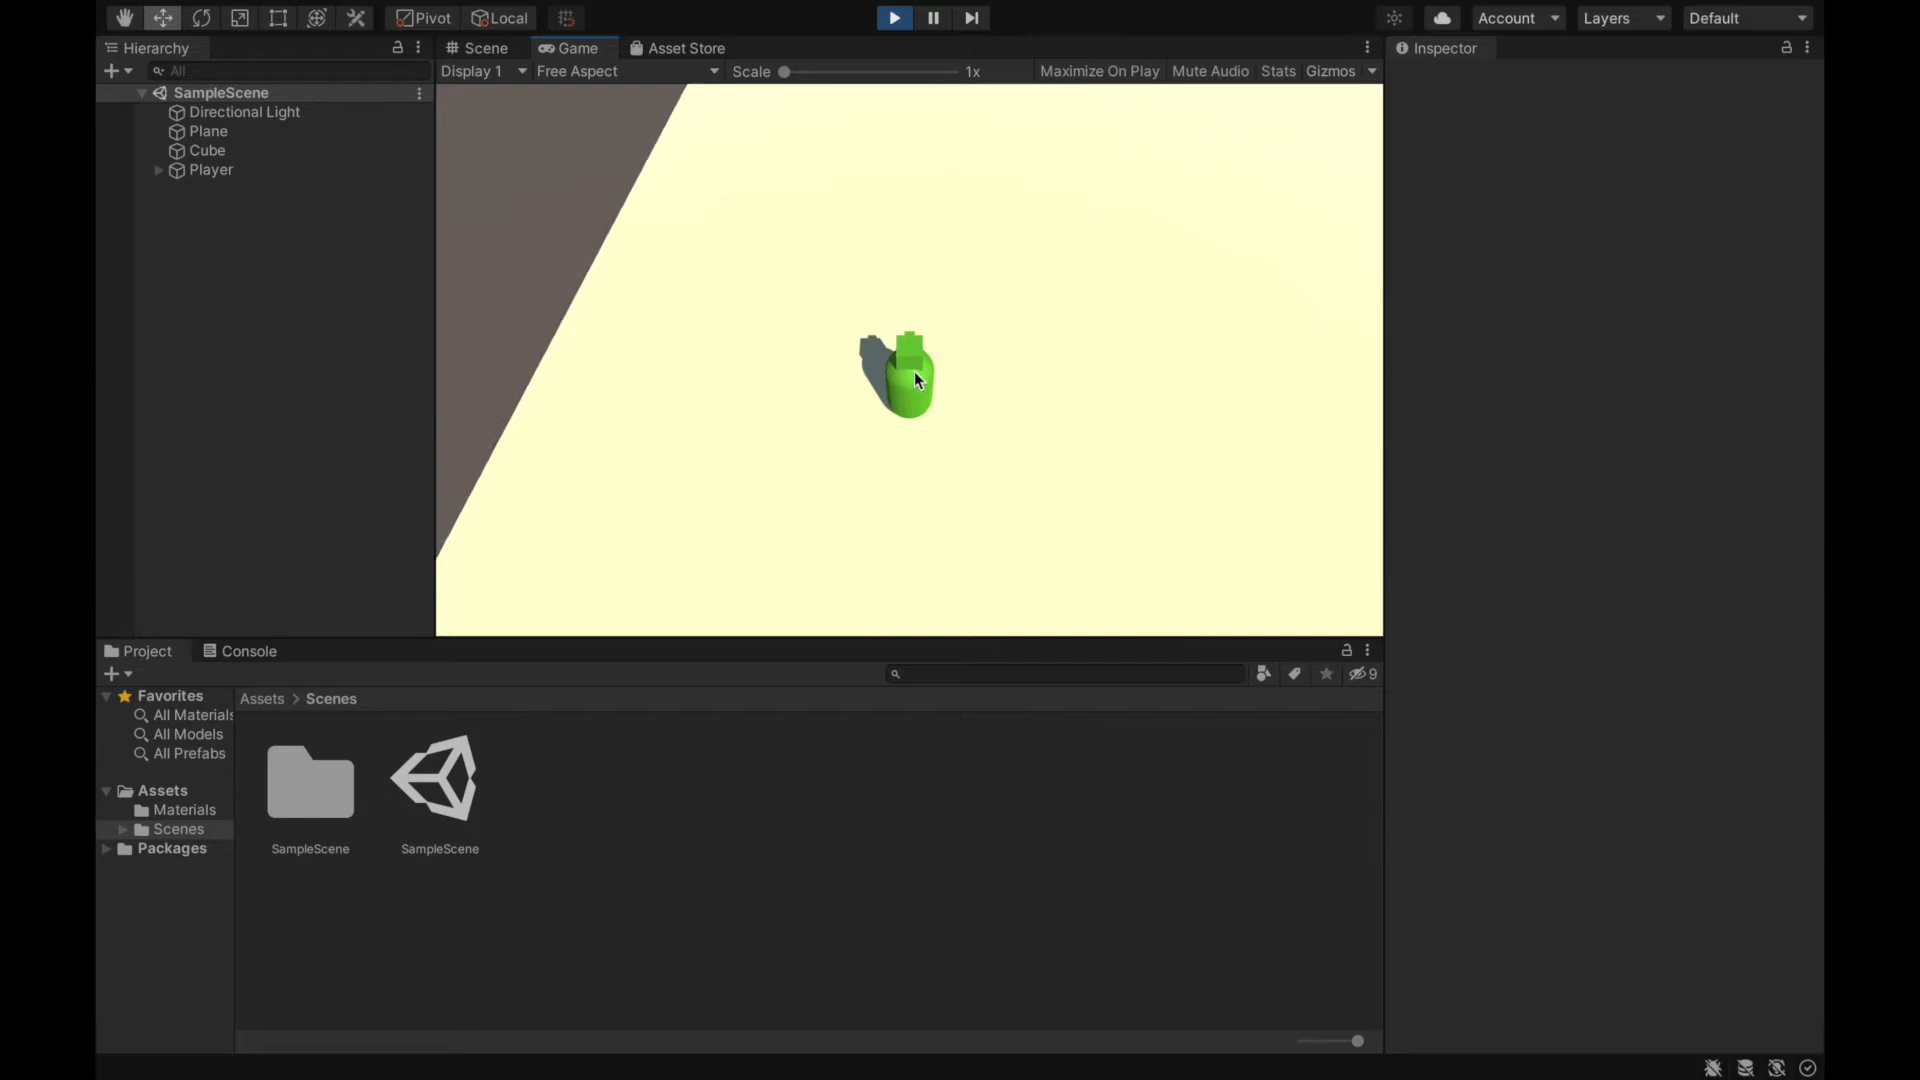 Pivot Local Account Layers Default
Hierarchy Scene Game Asset Store Inspector
All Display 1 Free Aspect Scale 1x Maximize On Play Mute Audio Stats Gizmos
SampleScene
Directional Light
Plane
Cube
Player
Project Console
9
Favorites
All Materials
All Models
All Prefabs
Assets
Materials
Scenes
Packages
Assets > Scenes
SampleScene SampleScene